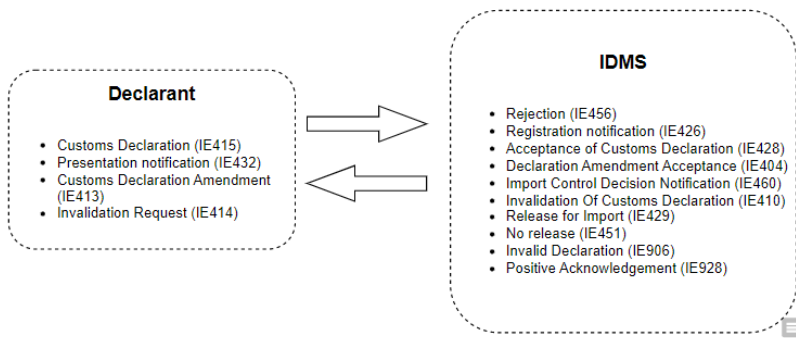 Declarant
• Customs Declaration (IE415)
• Presentation notification (IE432)
• Customs Declaration Amendment
(IE413)
• Invalidation Request (IE414)
IDMS
• Rejection (IE456)
• Registration notification (IE426)
• Acceptance of Customs Declaration (IE428)
• Declaration Amendment Acceptance (IE404)
• Import Control Decision Notification (IE460)
• Invalidation Of Customs Declaration (IE410)
• Release for Import (IE429)
• No release (IE451)
• Invalid Declaration (IE906)
• Positive Acknowledgement (IE928)